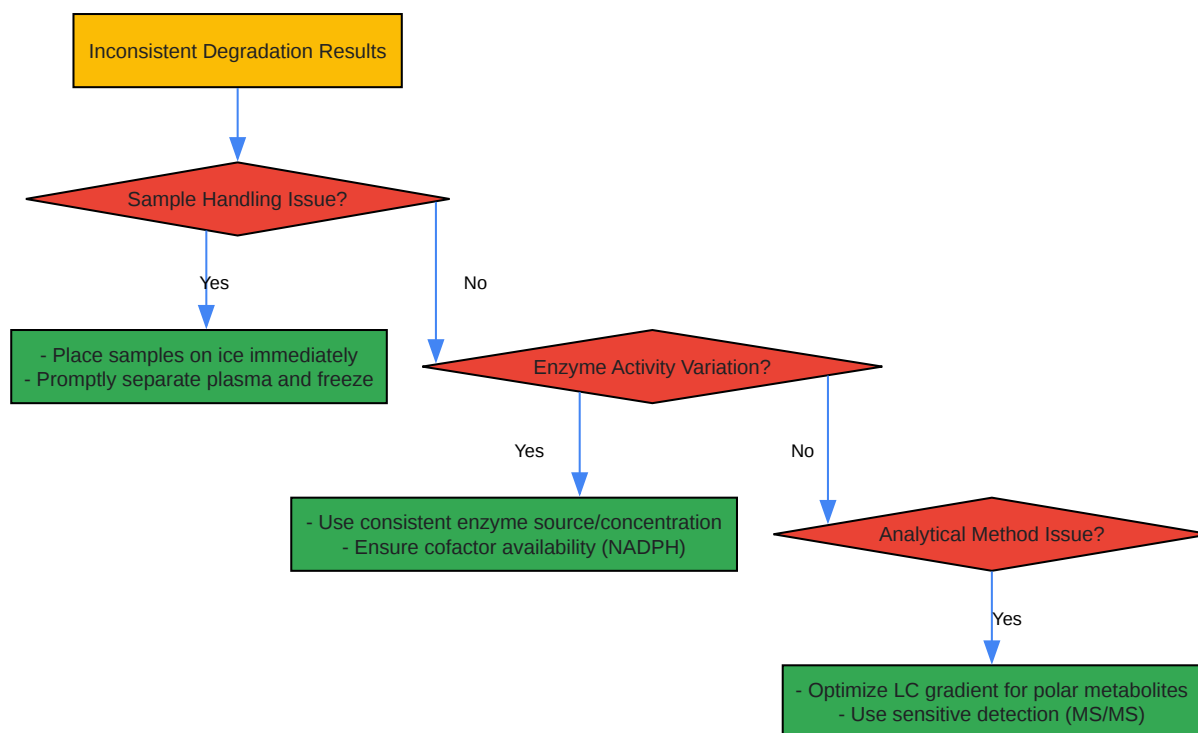 Inconsistent Degradation Results
Sample Handling Issue?
Yes
No
- Place samples on ice immediately
- Promptly separate plasma and freeze
Enzyme Activity Variation?
Yes
No
- Use consistent enzyme source/concentration
- Ensure cofactor availability (NADPH)
Analytical Method Issue?
Yes
- Optimize LC gradient for polar metabolites
- Use sensitive detection (MS/MS)